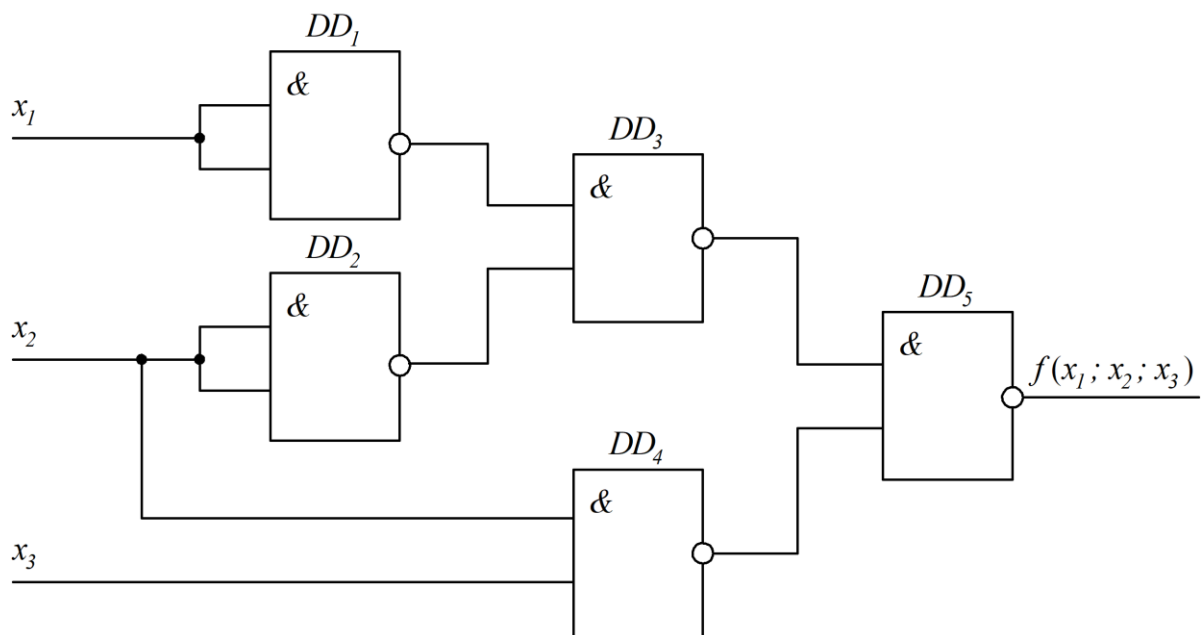 DD₁
&
x₁
DD₃
&
DD₂
&
x₂
DD₅
&
f(x₁; x₂; x₃)
DD₄
&
x₃